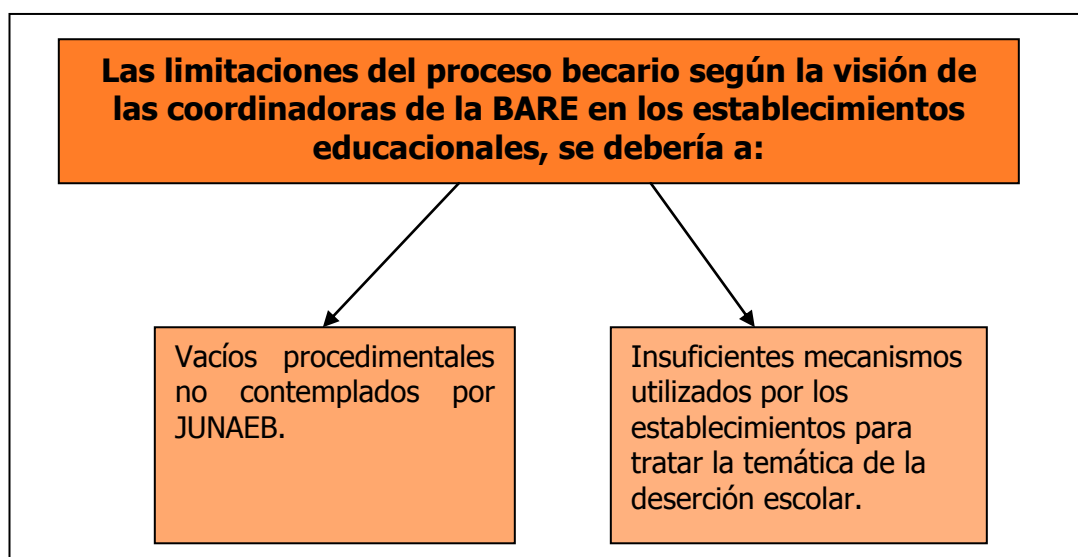 Las limitaciones del proceso becario según la visión de
las coordinadoras de la BARE en los establecimientos
educacionales, se debería a:
Vacíos procedimentales
no contemplados por
JUNAEB.
Insuficientes mecanismos
utilizados por los
establecimientos para
tratar la temática de la
deserción escolar.